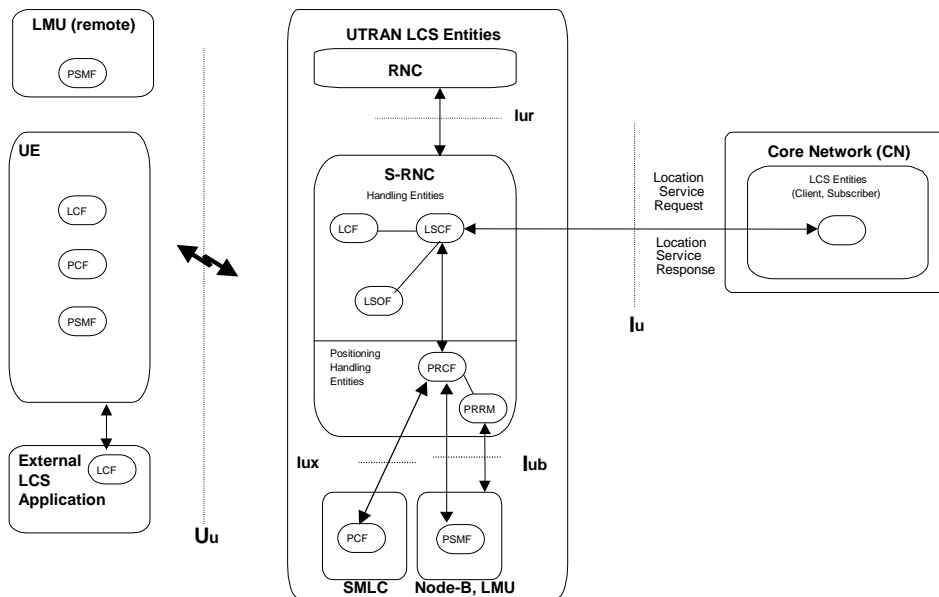 LMU (remote)
PSMF
UE
LCF
PCF
PSMF
External
LCS
Application
LCF
Uu
UTRAN LCS Entities
RNC
Iur
S-RNC
Handling Entities
LCF
LSCF
LSOF
Positioning
Handling
Entities
PRCF
PRRM
Iux
Iub
PCF
PSMF
SMLC
Node-B, LMU
Location
Service
Request
Location
Service
Response
Iu
Core Network (CN)
LCS Entities
(Client, Subscriber)